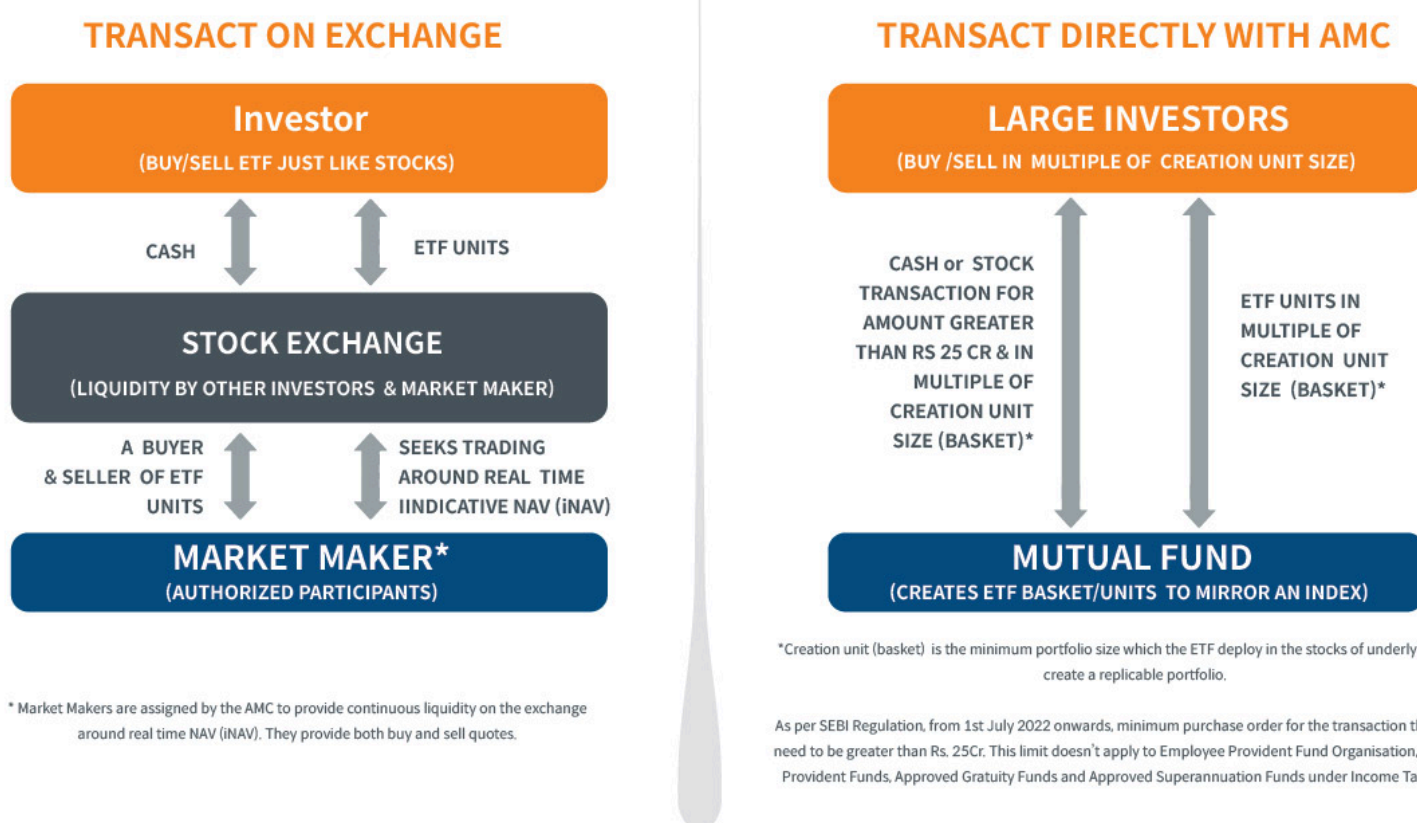 TRANSACT ON EXCHANGE
Investor
(BUY/SELL ETF JUST LIKE STOCKS)
CASH
ETF UNITS
STOCK EXCHANGE
(LIQUIDITY BY OTHER INVESTORS & MARKET MAKER)
A BUYER
& SELLER OF ETF
UNITS
SEEKS TRADING
AROUND REAL TIME
IINDICATIVE NAV (iNAV)
MARKET MAKER*
(AUTHORIZED PARTICIPANTS)
* Market Makers are assigned by the AMC to provide continuous liquidity on the exchange
around real time NAV (iNAV). They provide both buy and sell quotes.
TRANSACT DIRECTLY WITH AMC
LARGE INVESTORS
(BUY /SELL IN MULTIPLE OF CREATION UNIT SIZE)
CASH or STOCK
TRANSACTION FOR
AMOUNT GREATER
THAN RS 25 CR & IN
MULTIPLE OF
CREATION UNIT
SIZE (BASKET)*
ETF UNITS IN
MULTIPLE OF
CREATION UNIT
SIZE (BASKET)*
MUTUAL FUND
(CREATES ETF BASKET/UNITS TO MIRROR AN INDEX)
*Creation unit (basket) is the minimum portfolio size which the ETF deploy in the stocks of
create a replicable portfolio.
As per SEBI Regulation, from 1st July 2022 onwards, minimum purchase order for the transaction
need to be greater than Rs. 25Cr. This limit doesn't apply to Employee Provident Fund Organisation,
Provident Funds, Approved Gratuity Funds and Approved Superannuation Funds under Income